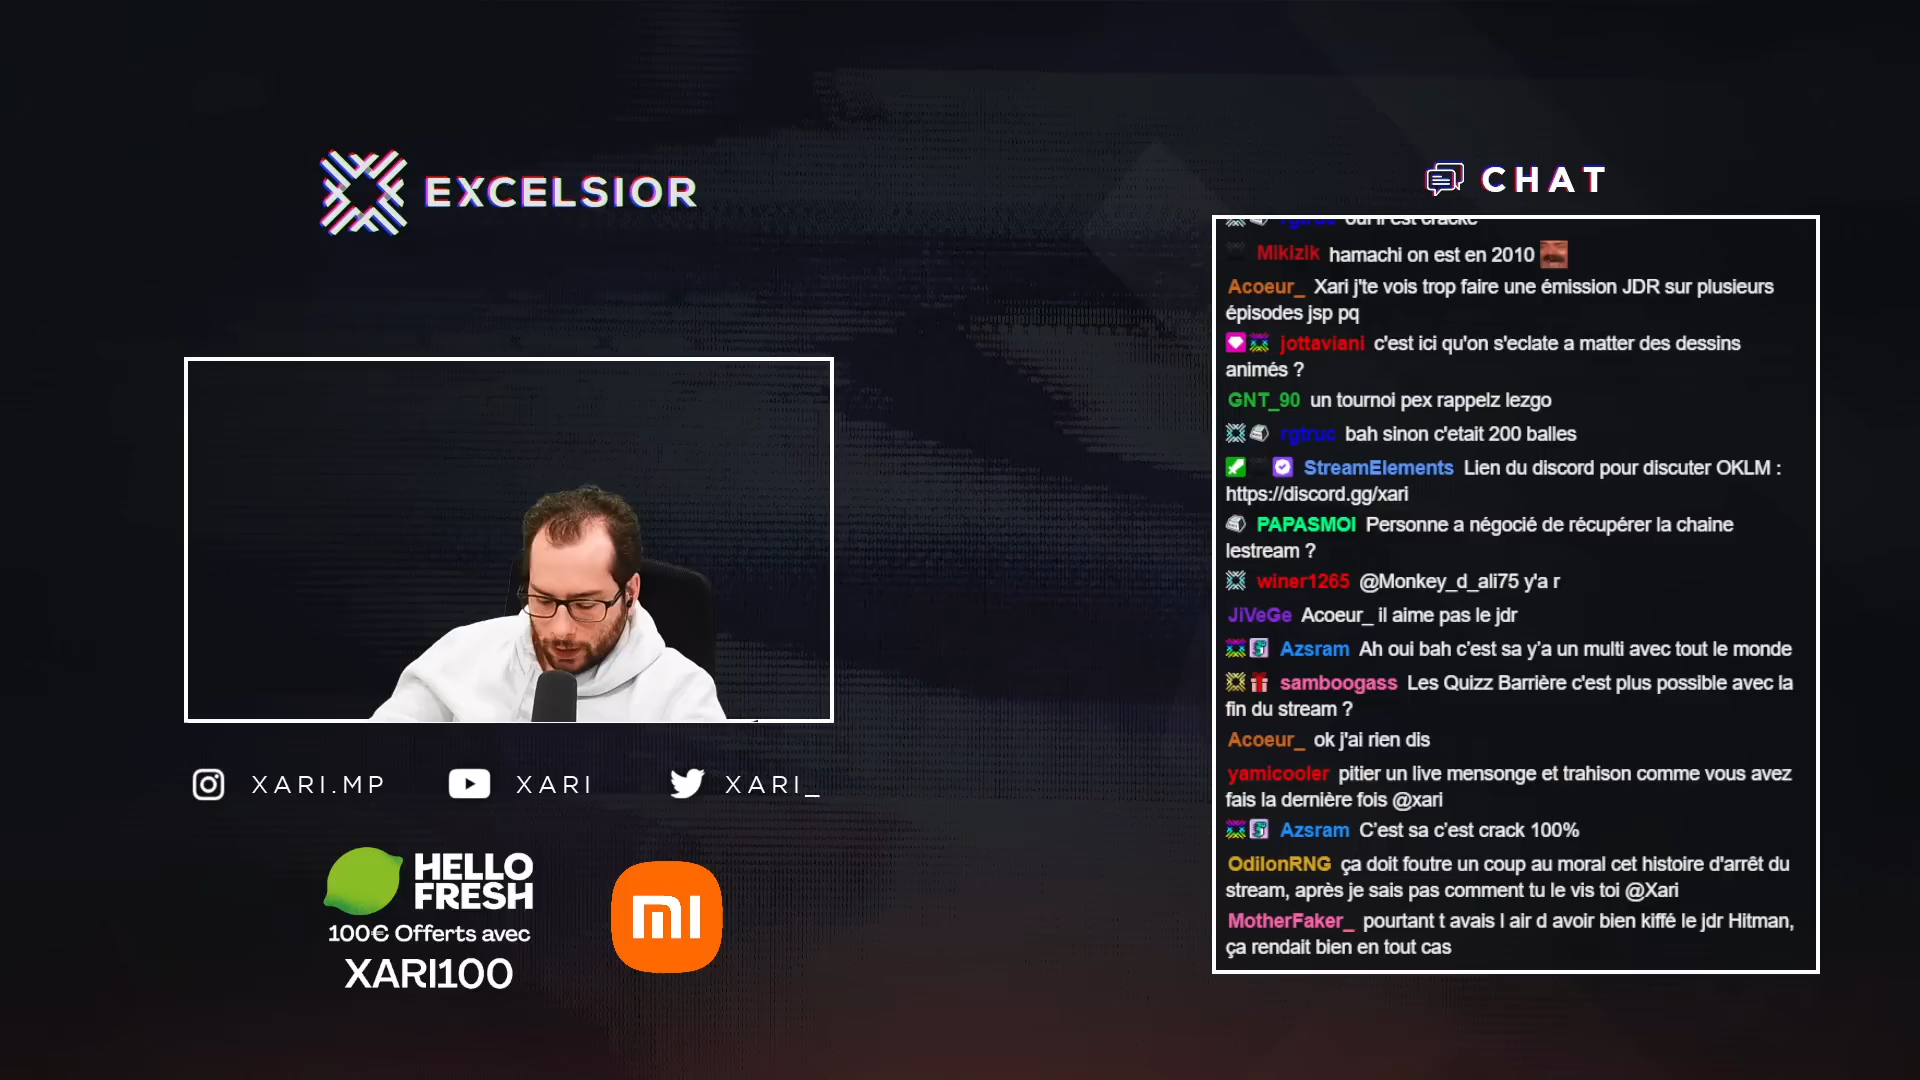 EXCELSIOR
XARI.MP
XARI
XARI_
HELLO
FRESH
100€ Offerts avec
XARI100
CHAT
rgtruc oui il est cracké
Mikizik hamachi on est en 2010
Acoeur_ Xari j'te vois trop faire une émission JDR sur plusieurs
épisodes jsp pq
jottaviani c'est ici qu'on s'eclate a matter des dessins
animés ?
GNT_90 un tournoi pex rappelz lezgo
rgtruc bah sinon c'etait 200 balles
StreamElements Lien du discord pour discuter OKLM :
https://discord.gg/xari
PAPASMOI Personne a négocié de récupérer la chaine
lestream ?
winer1265 @Monkey_d_ali75 y'a r
JiVeGe Acoeur_ il aime pas le jdr
Azsram Ah oui bah c'est sa y'a un multi avec tout le monde
samboogass Les Quizz Barrière c'est plus possible avec la
fin du stream ?
Acoeur_ ok j'ai rien dis
yamicooler pitier un live mensonge et trahison comme vous avez
fais la dernière fois @xari
Azsram C'est sa c'est crack 100%
OdilonRNG ça doit foutre un coup au moral cet histoire d'arrêt du
stream, après je sais pas comment tu le vis toi @Xari
MotherFaker_ pourtant t avais l air d avoir bien kiffé le jdr Hitman,
ça rendait bien en tout cas